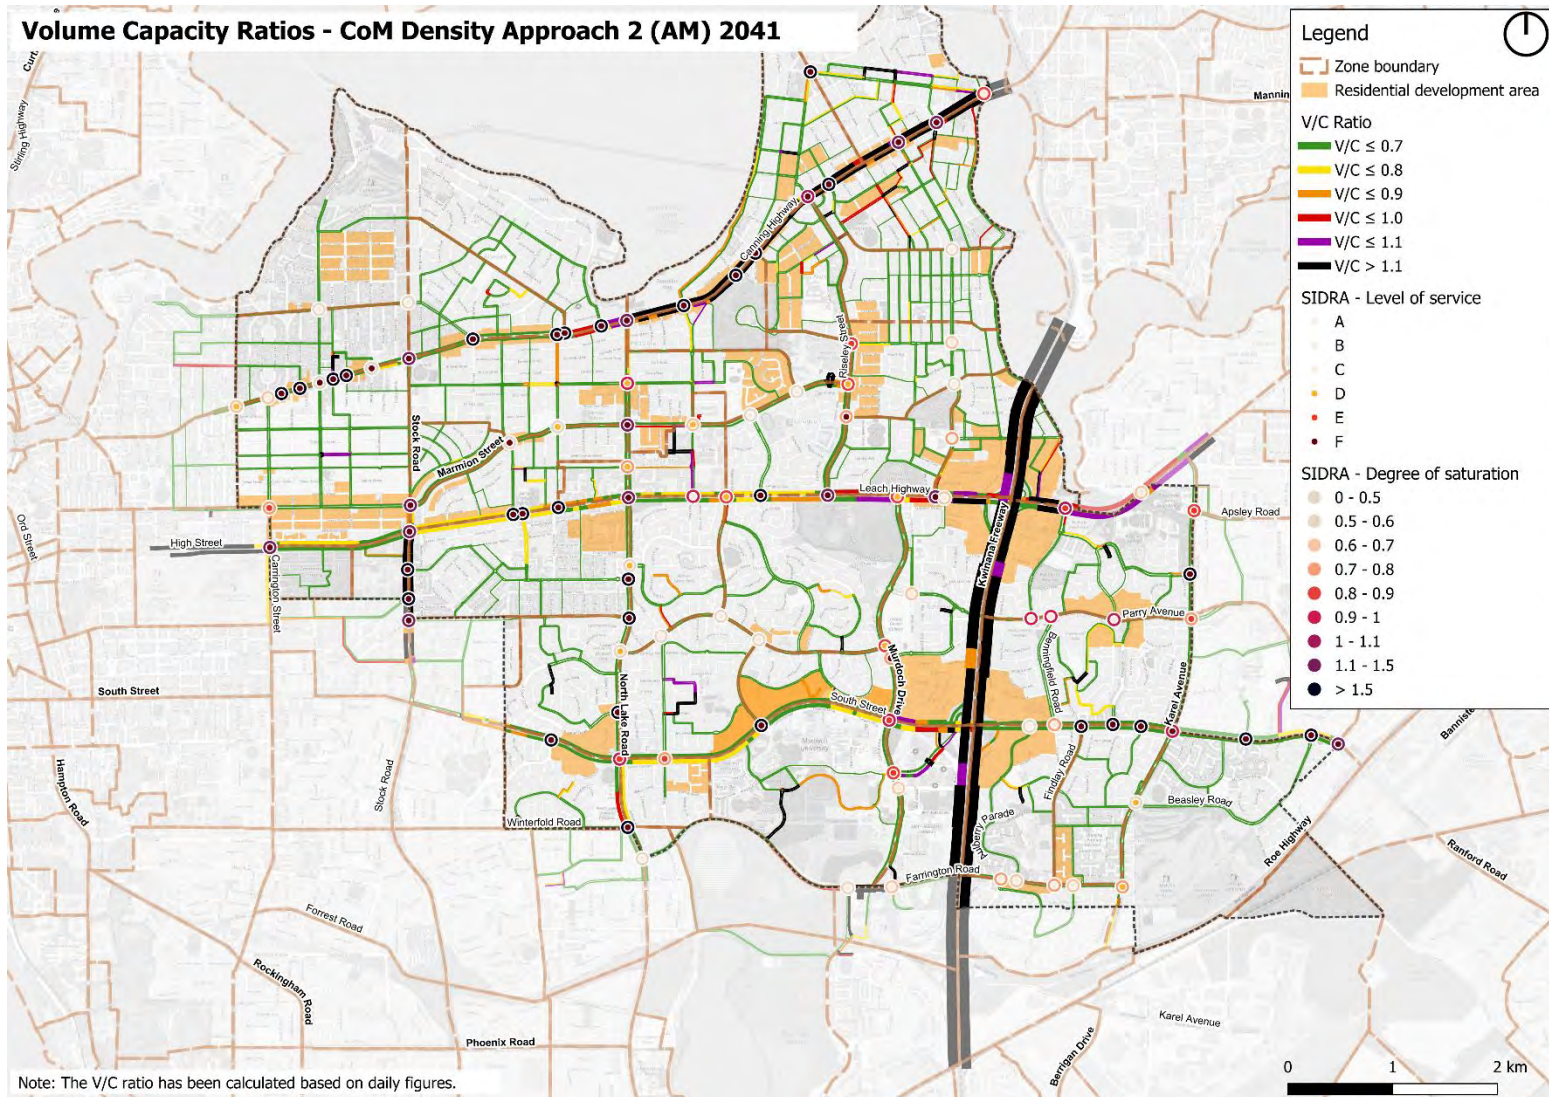 Volume Capacity Ratios - CoM Density Approach 2 (AM) 2041
Legend
Zone boundary
Residential development area
V/C Ratio
V/C ≤ 0.7
V/C ≤ 0.8
V/C ≤ 0.9
V/C ≤ 1.0
V/C ≤ 1.1
V/C > 1.1
SIDRA - Level of service
A
B
C
D
E
F
SIDRA - Degree of saturation
0 - 0.5
0.5 - 0.6
0.6 - 0.7
0.7 - 0.8
0.8 - 0.9
0.9 - 1
1 - 1.1
1.1 - 1.5
> 1.5
Curt
Stirling Highway
Mannin
Canning Highway
Riseley Street
Stock Road
Marmion Street
Leach Highway
Kwinana Freeway
Apsley Road
Ord Street
High Street
Carrington Street
Parry Avenue
Benningfield Road
Murdoch Drive
Karel Avenue
South Street
North Lake Road
South Street
Bannister
Hampton Road
Stock Road
Findlay Road
Beasley Road
Winterfold Road
Parade
Roe Highway
Ranford Road
Farrington Road
Forrest Road
Rockingham Road
Karel Avenue
Phoenix Road
Berrigan Drive
0 1 2 km
Note: The V/C ratio has been calculated based on daily figures.